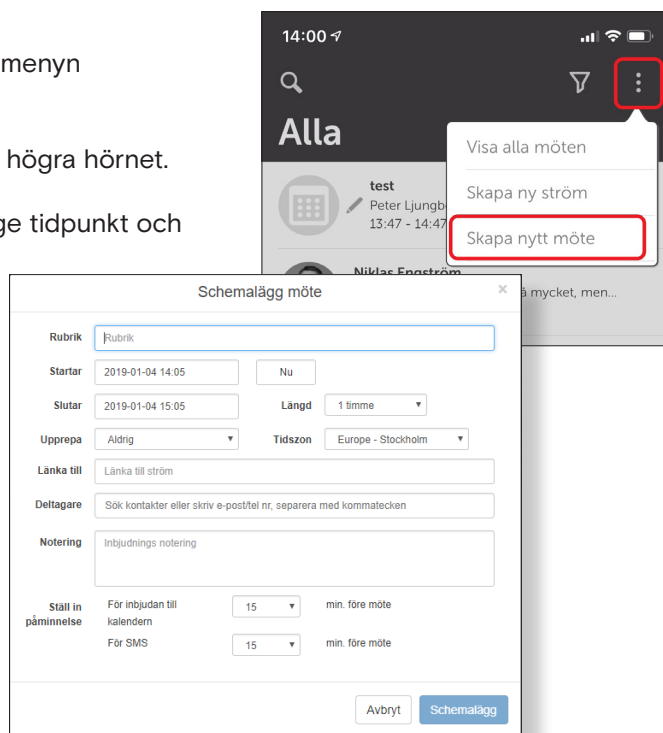 menyn
högra hörnet.
ge tidpunkt och
14:00
Alla
Visa alla möten
Skapa ny ström
Skapa nytt möte
test
Peter Ljungb
13:47 - 14:47
Niklas Engström
å mycket, men...
Schemalägg möte ×
Rubrik Rubrik
Startar 2019-01-04 14:05 Nu
Slutar 2019-01-04 15:05 Längd 1 timme
Upprepa Aldrig Tidszon Europe - Stockholm
Länka till Länka till ström
Deltagare Sök kontakter eller skriv e-post/tel nr, separera med kommatecken
Notering Inbjudnings notering
Ställ in
påminnelse
För inbjudan till
kalendern
15 min. före möte
För SMS 15 min. före möte
Avbryt Schemalägg